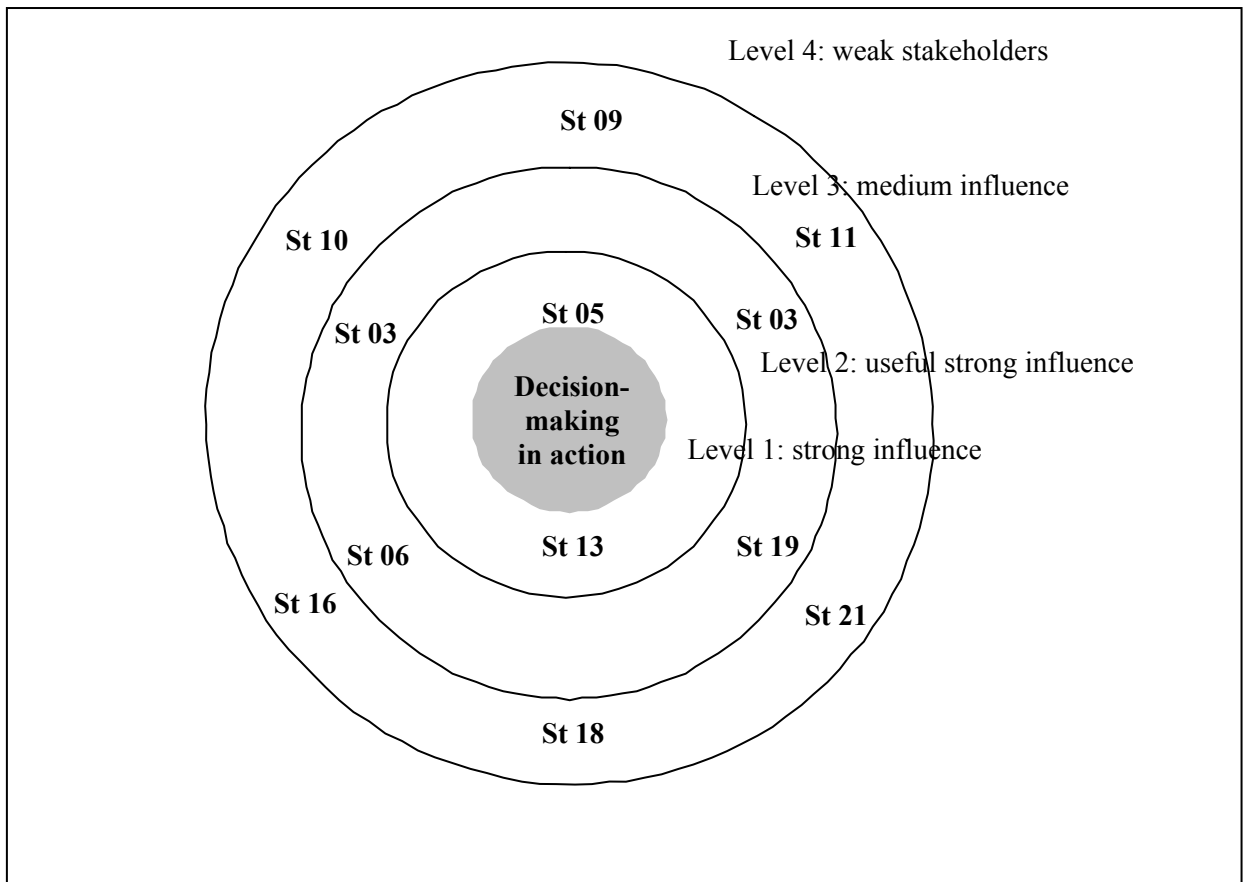 Level 4: weak stakeholders
St 09
Level 3: medium influence
St 10
St 11
St 05
St 03
St 03
Level 2: useful strong influence
Decision-
making
in action
Level 1: strong influence
St 13
St 19
St 06
St 16
St 21
St 18